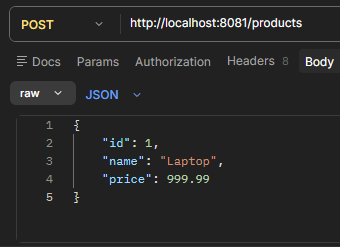 POST http://localhost:8081/products
Docs Params Authorization Headers 8 Body
raw JSON
1 {
2 "id": 1,
3 "name": "Laptop",
4 "price": 999.99
5 }